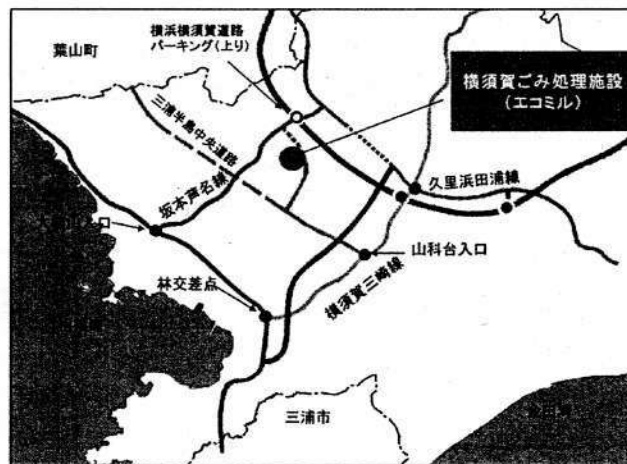 横浜横須賀道路
パーキング(上り)
葉山町
横須賀ごみ処理施設
(エコミル)
三浦半島中央道路
坂本芦名線
久里浜田浦線
山科台入口
林交差点
横須賀三崎線
三浦市